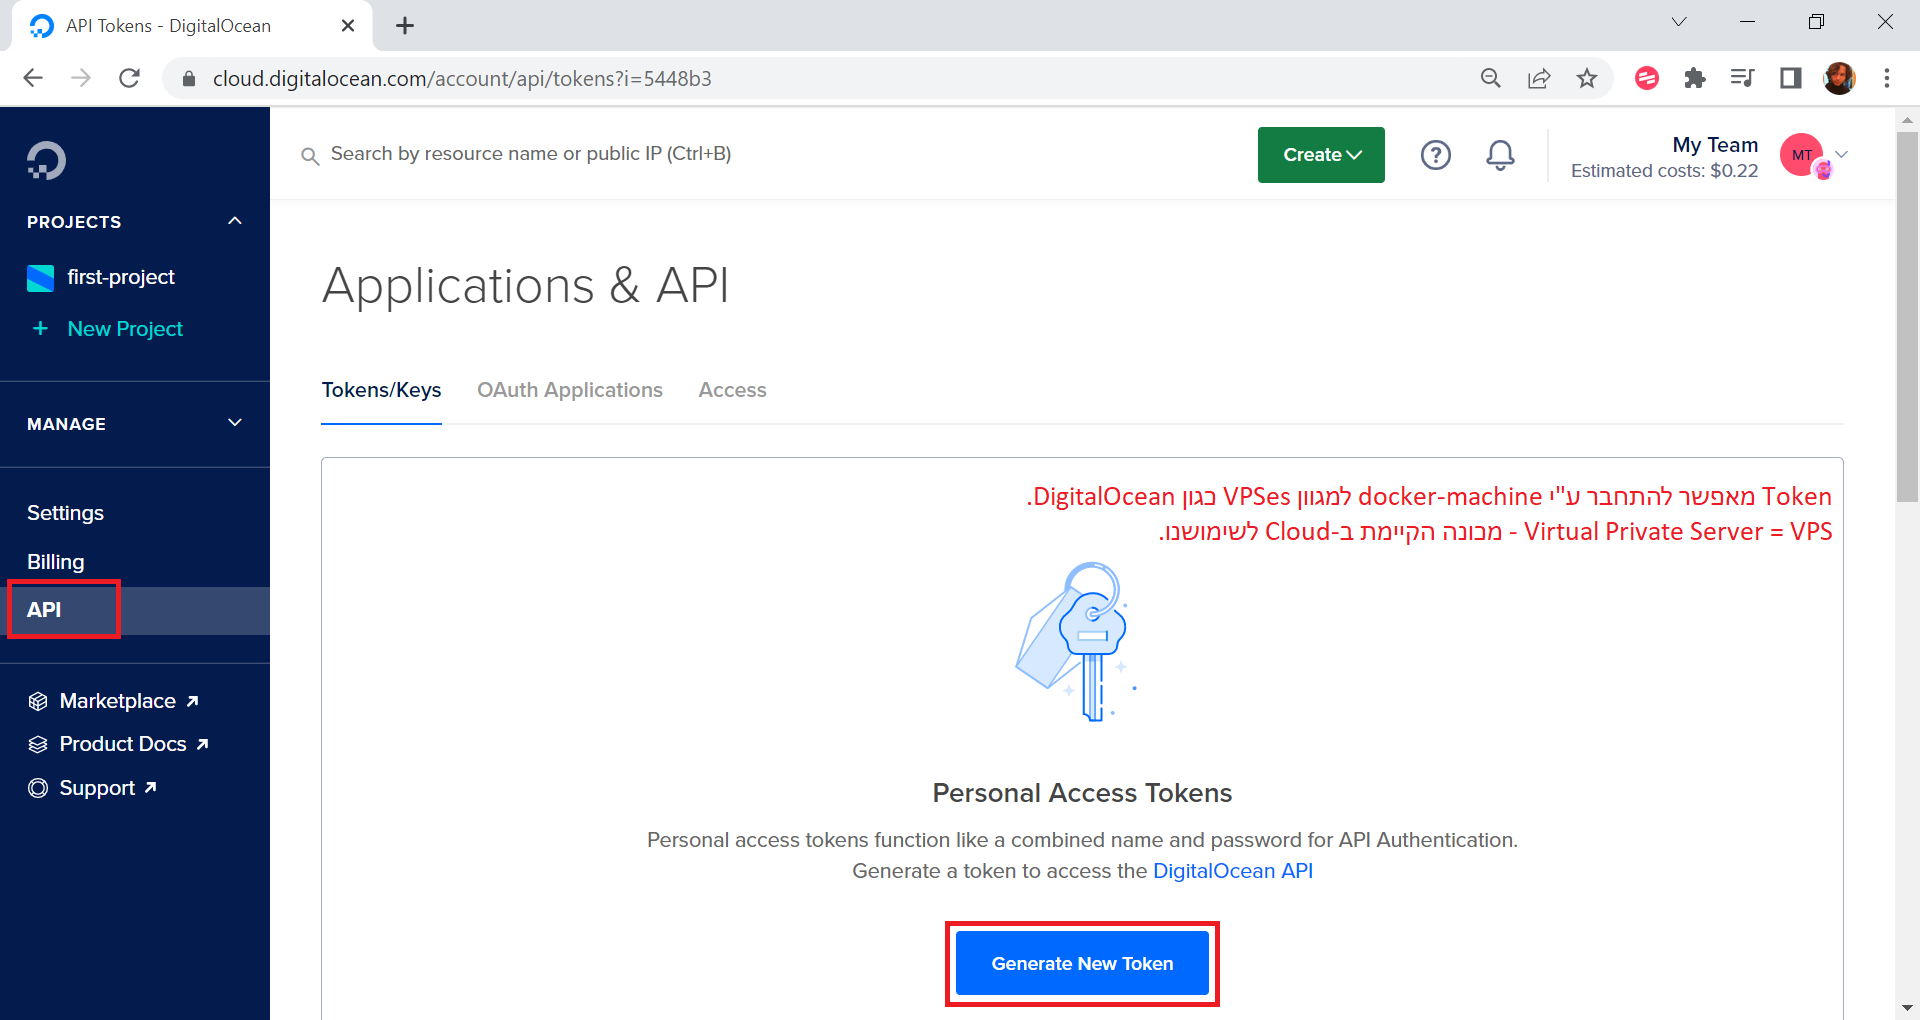 API Tokens - DigitalOcean
cloud.digitalocean.com/account/api/tokens?i=5448b3
Search by resource name or public IP (Ctrl+B)
Create
My Team
Estimated costs: $0.22
MT
PROJECTS
first-project
+ New Project
MANAGE
Settings
Billing
API
Marketplace
Product Docs
Support
Applications & API
Tokens/Keys
OAuth Applications
Access
Token מאפשר להתחבר ע"י docker-machine למגוון VPSes כגון DigitalOcean.
Virtual Private Server = VPS - מכונה הקיימת ב-Cloud לשימושנו.
Personal Access Tokens
Personal access tokens function like a combined name and password for API Authentication.
Generate a token to access the DigitalOcean API
Generate New Token